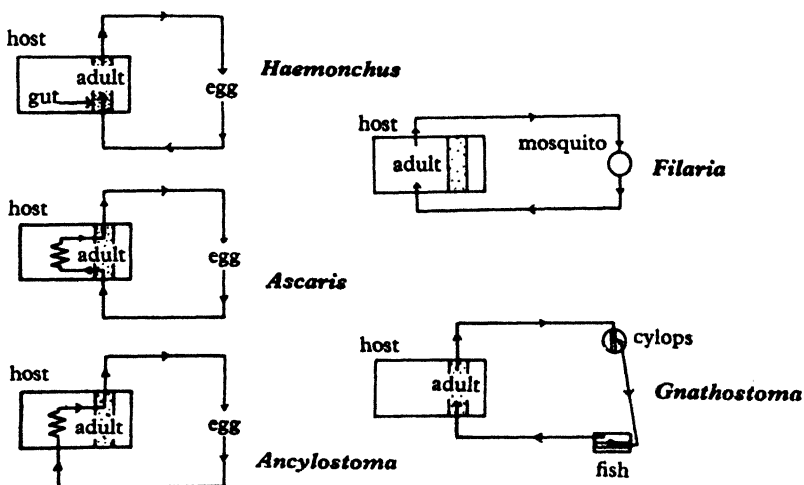 host
adult
gut
egg
Haemonchus
host
adult
egg
Ascaris
host
adult
egg
Ancylostoma
host
adult
mosquito
Filaria
host
adult
cylops
fish
Gnathostoma